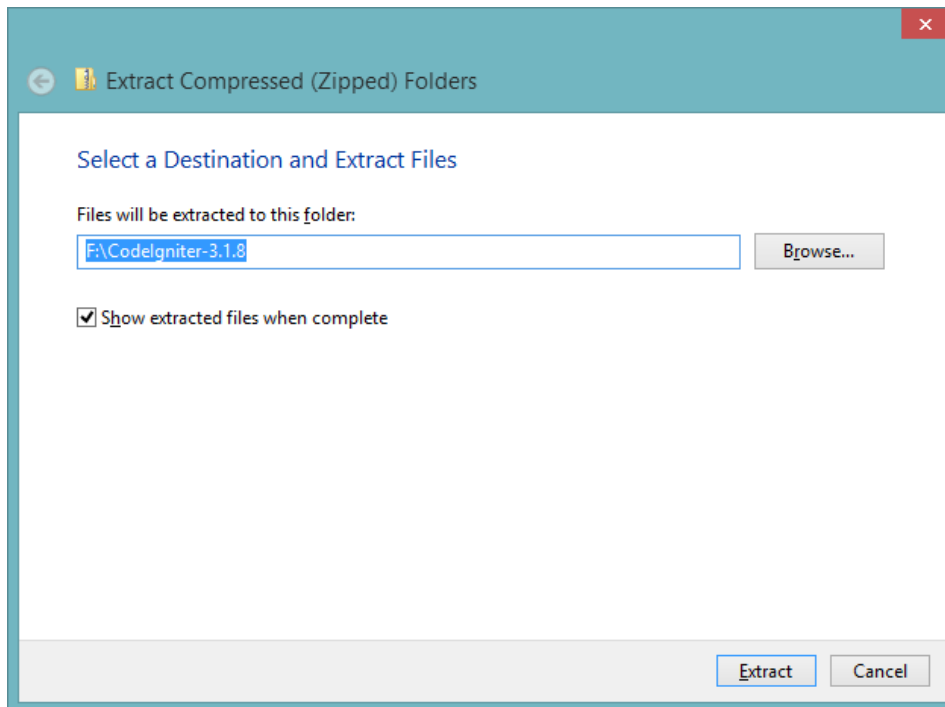 Extract Compressed (Zipped) Folders
Select a Destination and Extract Files
Files will be extracted to this folder:
F:\CodeIgniter-3.1.8
Browse...
Show extracted files when complete
Extract
Cancel